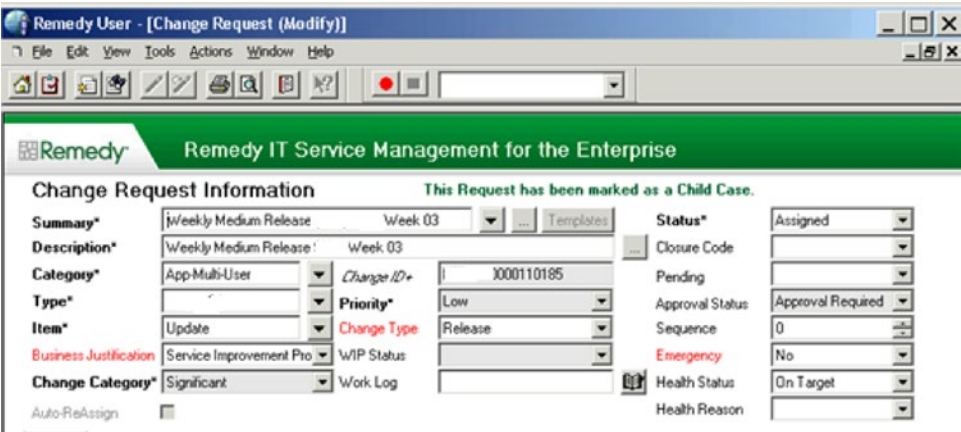 Remedy User - [Change Request (Modify)]
File Edit View Tools Actions Window Help
Remedy Remedy IT Service Management for the Enterprise
Change Request Information This Request has been marked as a Child Case.
Summary* Weekly Medium Release Week 03 ... Templates Status* Assigned
Description* Weekly Medium Release Week 03 ... Closure Code
Category* App-Multi-User Change ID+ 0000110185 Pending
Type* Priority* Low Approval Status Approval Required
Item* Update Change Type Release Sequence 0
Business Justification Service Improvement Pro WIP Status Emergency No
Change Category* Significant Work Log Health Status On Target
Auto-ReAssign Health Reason